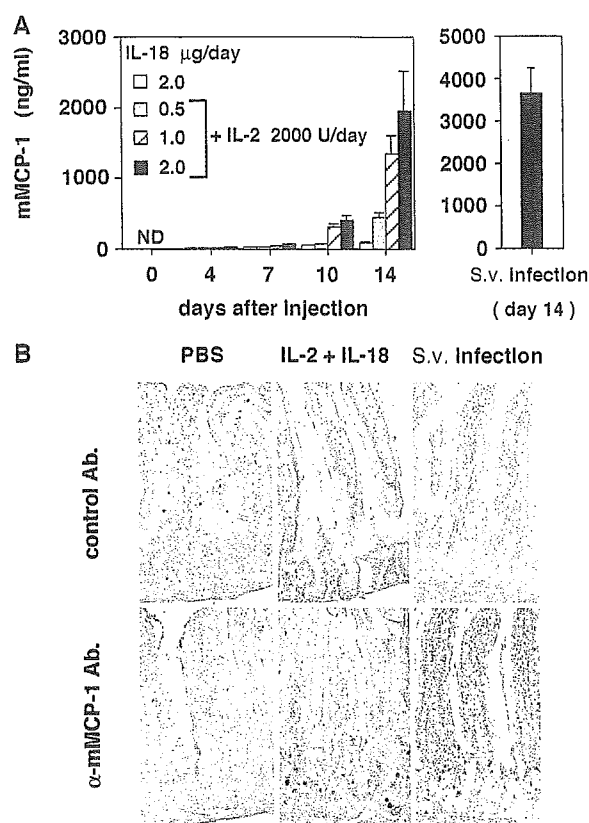 A
mMCP-1 (ng/ml)
3000
2000
1000
0
IL-18 μg/day
2.0
0.5
1.0
2.0
+ IL-2 2000 U/day
ND
0 4 7 10 14
days after injection
5000
4000
3000
2000
1000
0
S.v. infection
( day 14 )
B
PBS IL-2 + IL-18 S.v. infection
control Ab.
α-mMCP-1 Ab.